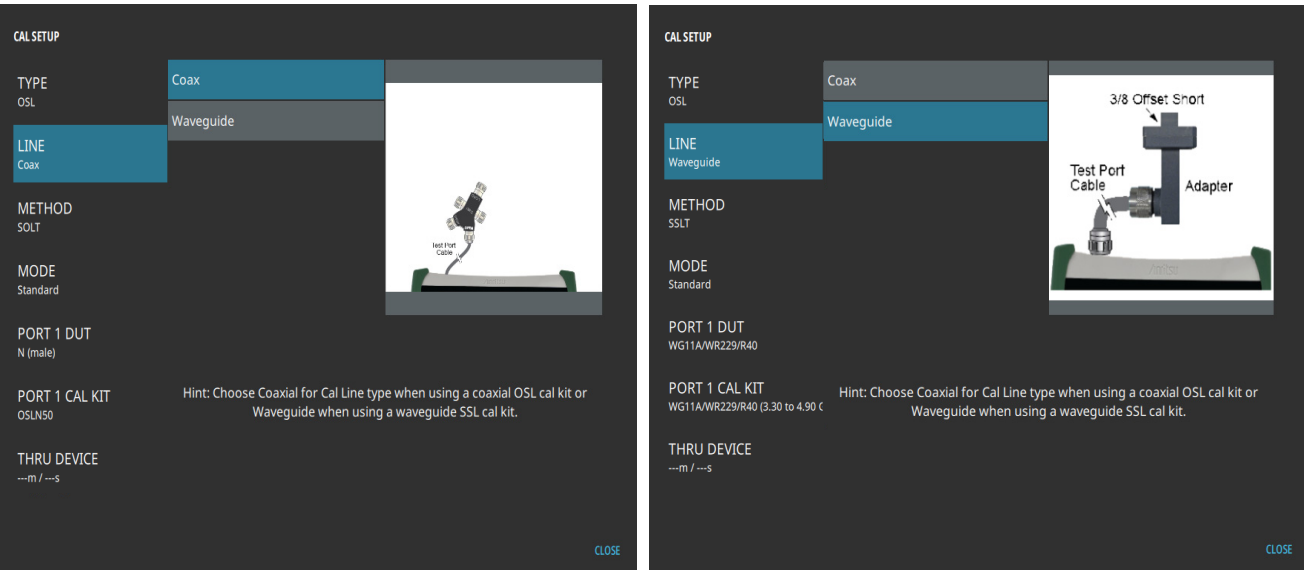 CAL SETUP
TYPE
OSL
LINE
Coax
METHOD
SOLT
MODE
Standard
PORT 1 DUT
N (male)
PORT 1 CAL KIT
OSLN50
THRU DEVICE
---m / ---s
Coax
Waveguide
Test Port
Cable
Hint: Choose Coaxial for Cal Line type when using a coaxial OSL cal kit or
Waveguide when using a waveguide SSL cal kit.
CLOSE
CAL SETUP
TYPE
OSL
LINE
Waveguide
METHOD
SSLT
MODE
Standard
PORT 1 DUT
WG11A/WR229/R40
PORT 1 CAL KIT
WG11A/WR229/R40 (3.30 to 4.90 G
THRU DEVICE
---m / ---s
Coax
Waveguide
3/8 Offset Short
Test Port
Cable
Adapter
Hint: Choose Coaxial for Cal Line type when using a coaxial OSL cal kit or
Waveguide when using a waveguide SSL cal kit.
CLOSE